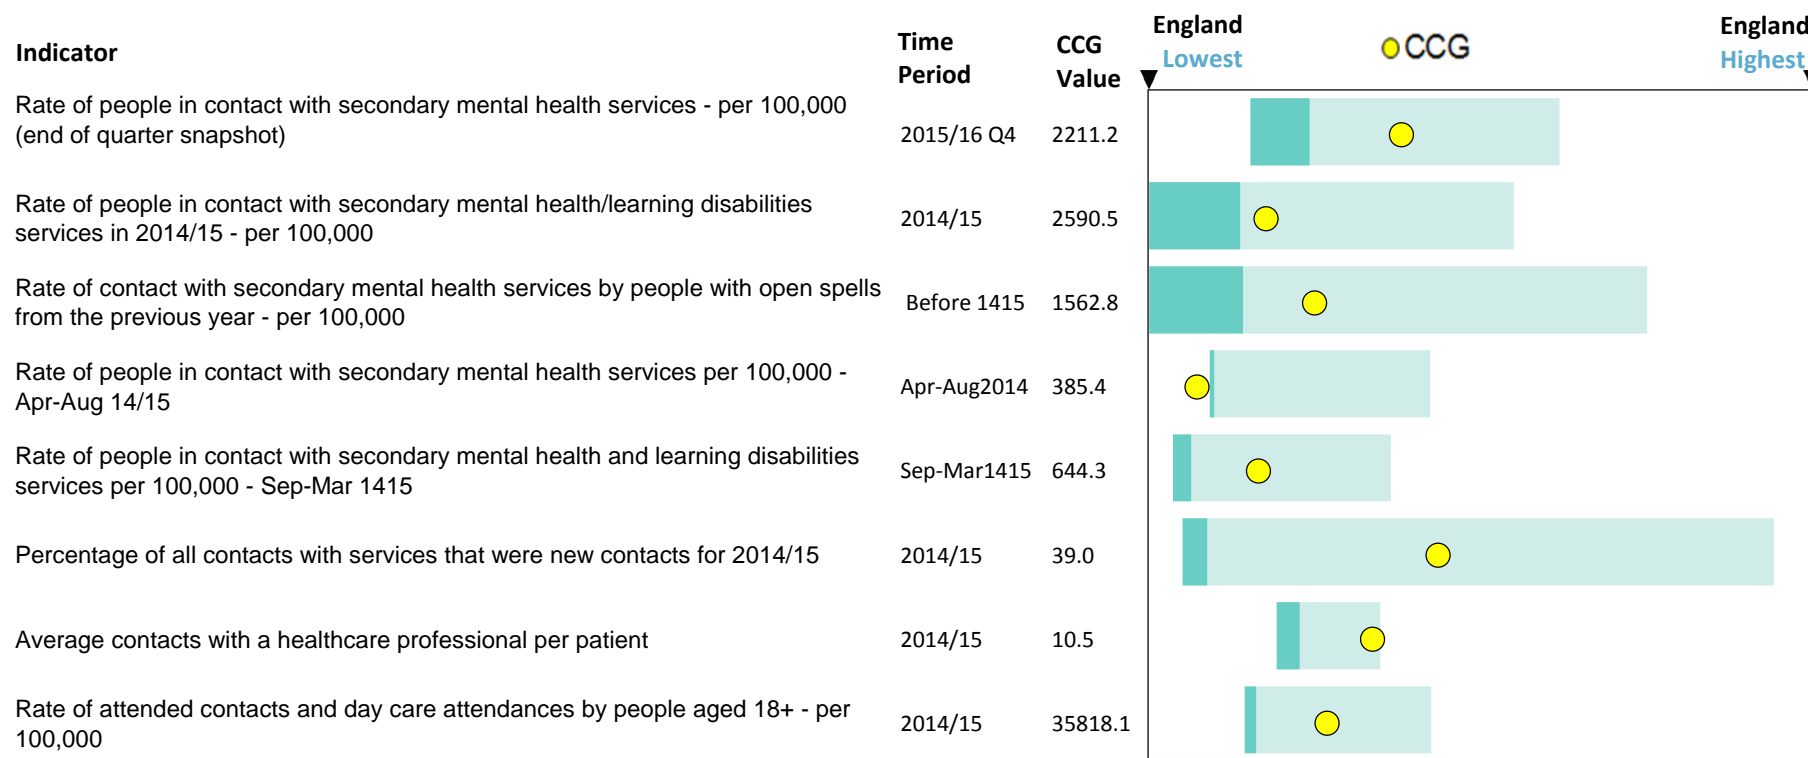 Indicator
Time
Period
CCG
Value
England
Lowest
CCG
England
Highest
Rate of people in contact with secondary mental health services - per 100,000
(end of quarter snapshot)
2015/16 Q4
2211.2
Rate of people in contact with secondary mental health/learning disabilities
services in 2014/15 - per 100,000
2014/15
2590.5
Rate of contact with secondary mental health services by people with open spells
from the previous year - per 100,000
Before 1415
1562.8
Rate of people in contact with secondary mental health services per 100,000 -
Apr-Aug 14/15
Apr-Aug2014
385.4
Rate of people in contact with secondary mental health and learning disabilities
services per 100,000 - Sep-Mar 1415
Sep-Mar1415
644.3
Percentage of all contacts with services that were new contacts for 2014/15
2014/15
39.0
Average contacts with a healthcare professional per patient
2014/15
10.5
Rate of attended contacts and day care attendances by people aged 18+ - per
100,000
2014/15
35818.1